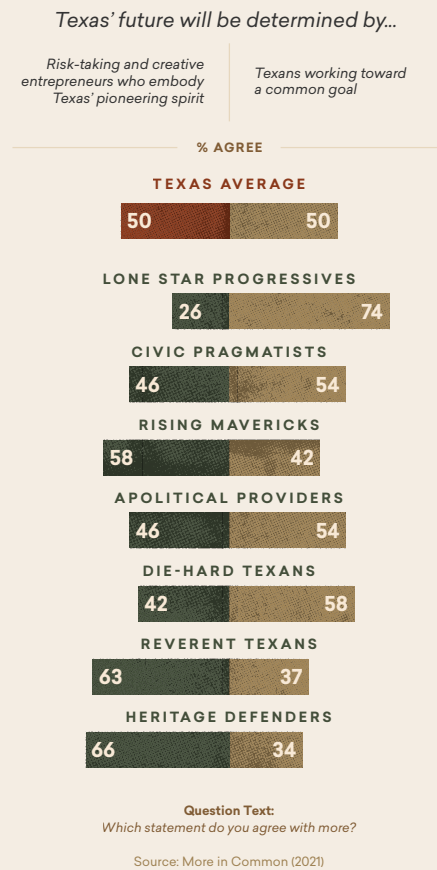 Texas’ future will be determined by...
Risk-taking and creative
entrepreneurs who embody
Texas’ pioneering spirit
Texans working toward
a common goal
% AGREE
TEXAS AVERAGE
50 50
LONE STAR PROGRESSIVES
26 74
CIVIC PRAGMATISTS
46 54
RISING MAVERICKS
58 42
APOLITICAL PROVIDERS
46 54
DIE-HARD TEXANS
42 58
REVERENT TEXANS
63 37
HERITAGE DEFENDERS
66 34
Question Text:
Which statement do you agree with more?
Source: More in Common (2021)